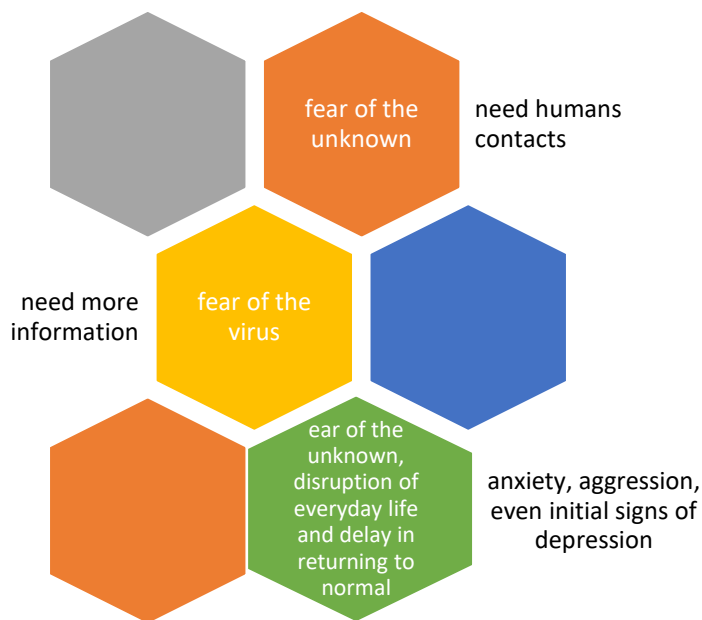 fear of the
unknown
need humans
contacts
need more
information
fear of the
virus
ear of the
unknown,
disruption of
everyday life
and delay in
returning to
normal
anxiety, aggression,
even initial signs of
depression